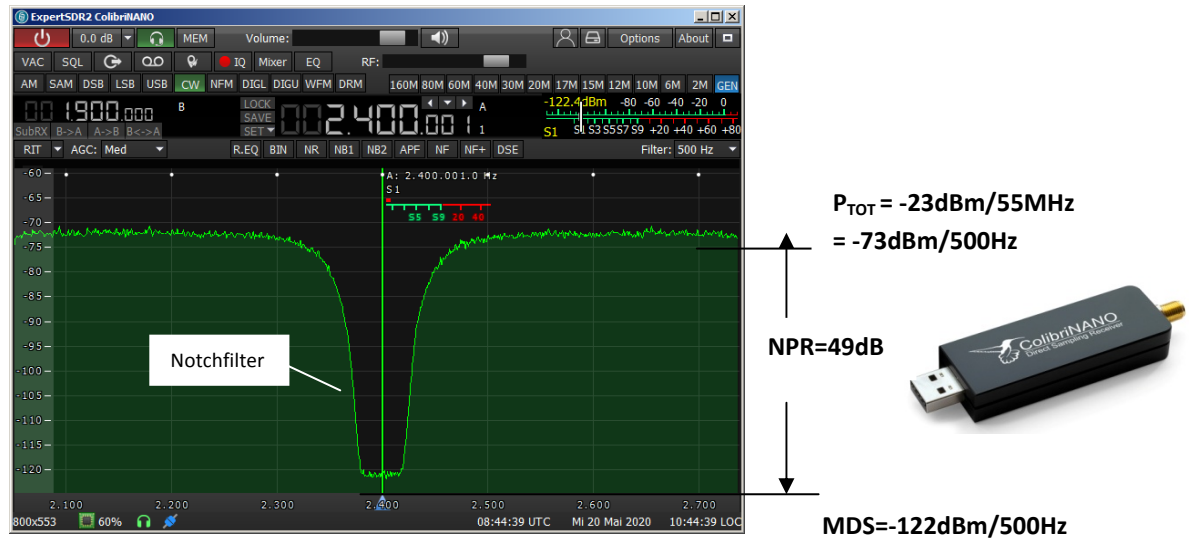 ExpertSDR2 ColibriNANO
0.0 dB MEM Volume: Options About
VAC SQL IQ Mixer EQ RF:
AM SAM DSB LSB USB CW NFM DIGL DIGU WFM DRM 160M 80M 60M 40M 30M 20M 17M 15M 12M 10M 6M 2M GEN
001.900.000 B LOCK SAVE SET 002.400.001 A 1
-122.4dBm -80 -60 -40 -20 0
SubRX B->A A->B B<->A
S1 S1 S3 S5 S7 S9 +20 +40 +60 +80
RIT AGC: Med R.EQ BIN NR NB1 NB2 APF NF NF+ DSE Filter: 500 Hz
A: 2.400.001.0 Hz
S1
S5 S9 20 40
-60
-65
-70
-75
-80
-85
-90
-95
-100
-105
-110
-115
-120
Notchfilter
2.100 2.200 2.300 2.400 2.500 2.600 2.700
800x553 60% 08:44:39 UTC Mi 20 Mai 2020 10:44:39 LOC
PTOT = -23dBm/55MHz
= -73dBm/500Hz
NPR=49dB
ColibriNANO
Direct Sampling Receiver
MDS=-122dBm/500Hz